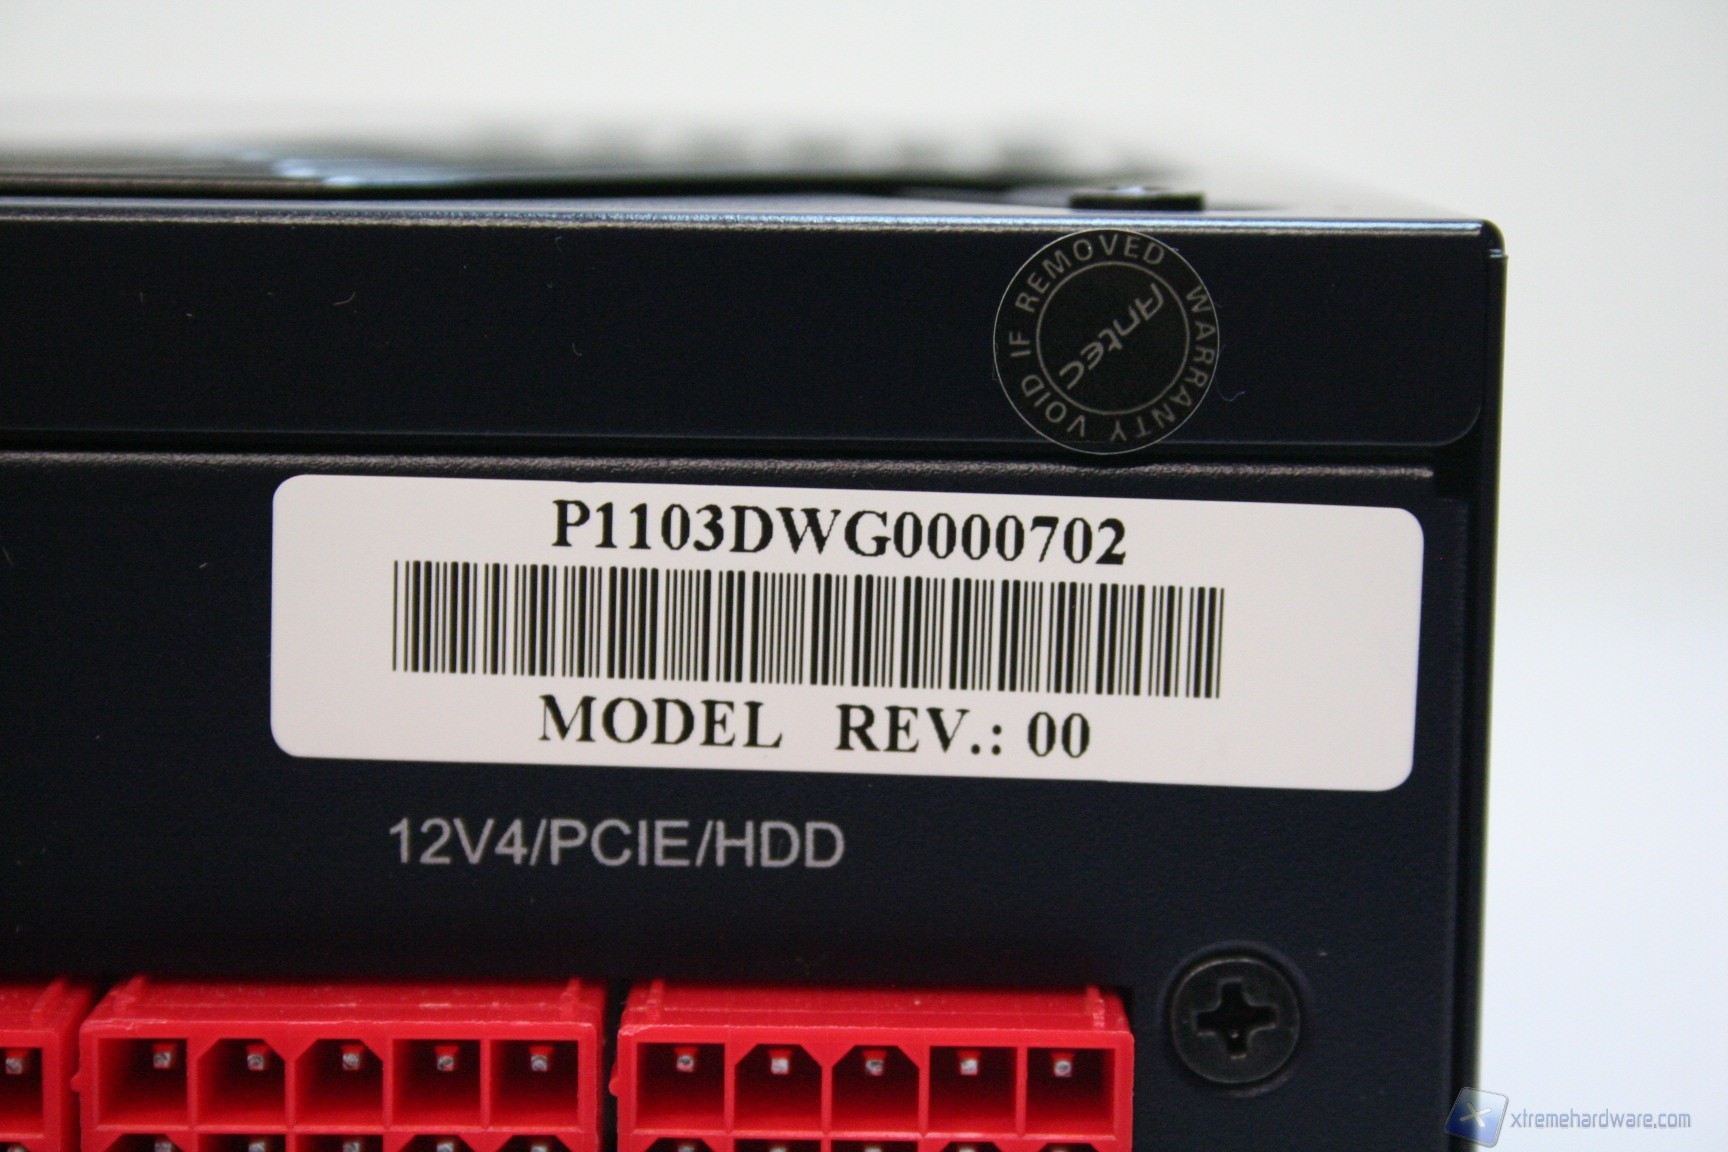 WARRANTY VOID IF REMOVED
Antec
P1103DWG0000702
MODEL REV.: 00
12V4/PCIE/HDD
xtremehardware.com